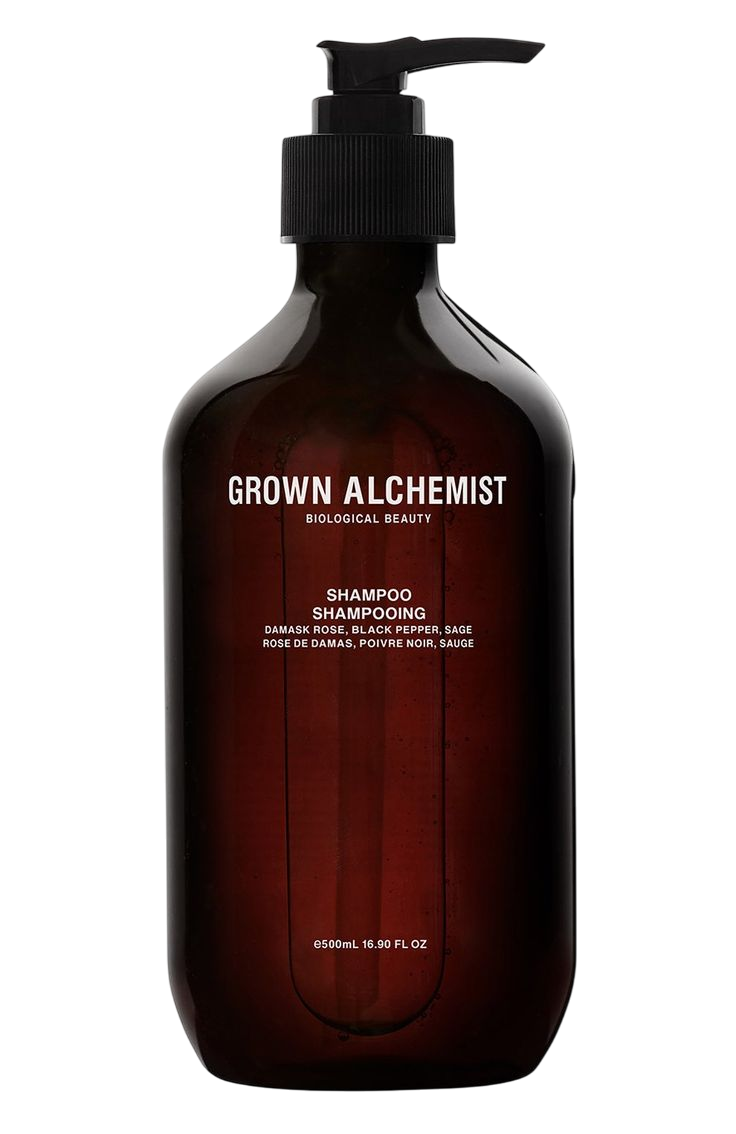 GROWN ALCHEMIST
BIOLOGICAL BEAUTY
SHAMPOO
SHAMPOOING
DAMASK ROSE, BLACK PEPPER, SAGE
ROSE DE DAMAS, POIVRE NOIR, SAUGE
℮500mL 16.90 FL OZ